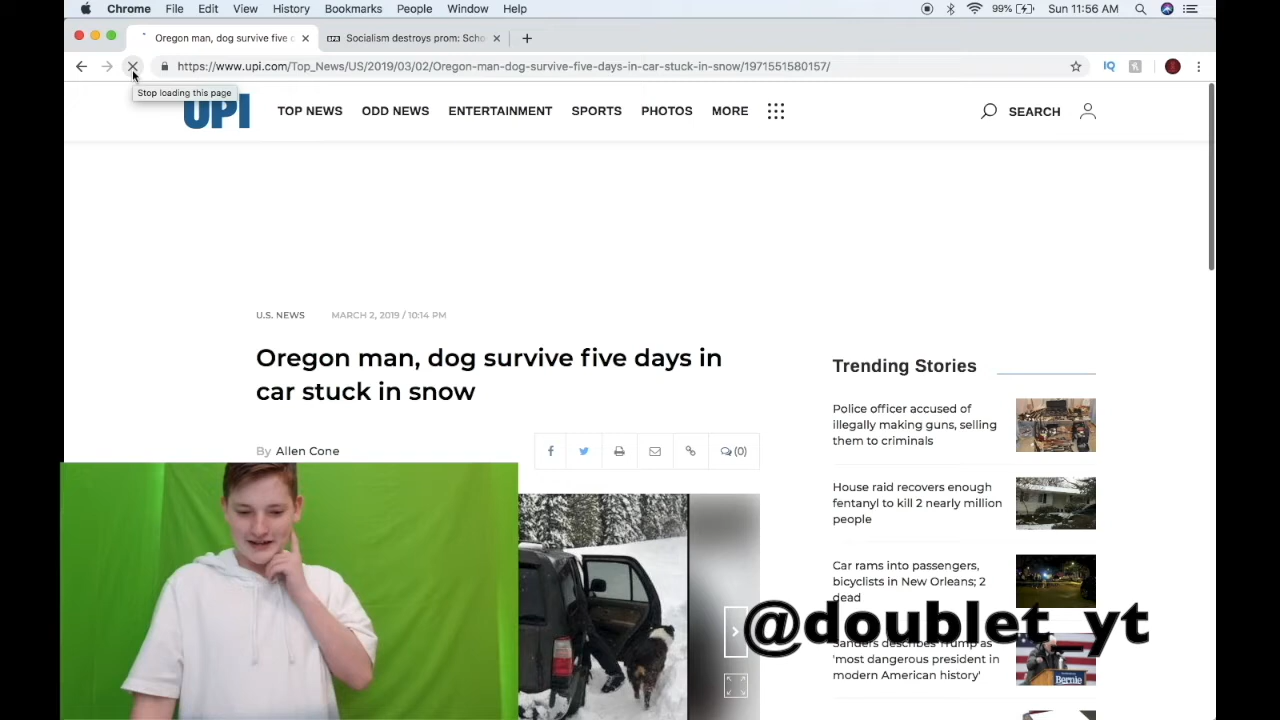 Chrome File Edit View History Bookmarks People Window Help 99% Sun 11:56 AM
Oregon man, dog survive five d
Socialism destroys prom: Scho
https://www.upi.com/Top_News/US/2019/03/02/Oregon-man-dog-survive-five-days-in-car-stuck-in-snow/1971551580157/
IQ
Stop loading this page
UPI TOP NEWS ODD NEWS ENTERTAINMENT SPORTS PHOTOS MORE SEARCH
U.S. NEWS MARCH 2, 2019 / 10:14 PM
Oregon man, dog survive five days in
car stuck in snow
By Allen Cone
(0)
Trending Stories
Police officer accused of
illegally making guns, selling
them to criminals
House raid recovers enough
fentanyl to kill 2 nearly million
people
Car rams into passengers,
bicyclists in New Orleans; 2
dead
@doublet_yt
Sanders describes Trump as
'most dangerous president in
modern American history'
Bernie